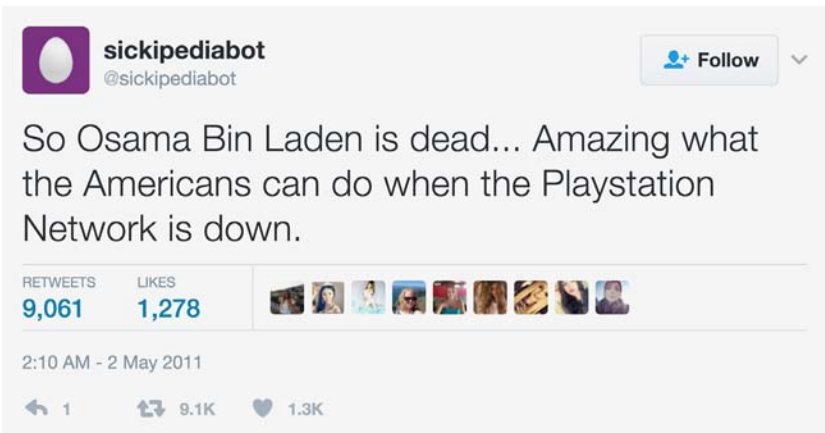 sickipediabot
@sickipediabot
Follow
So Osama Bin Laden is dead... Amazing what
the Americans can do when the Playstation
Network is down.
RETWEETS LIKES
9,061 1,278
2:10 AM - 2 May 2011
1 9.1K 1.3K